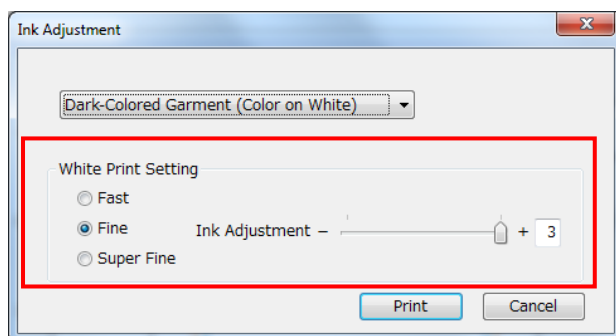 Ink Adjustment
Dark-Colored Garment (Color on White)
White Print Setting
Fast
Fine
Ink Adjustment – + 3
Super Fine
Print Cancel